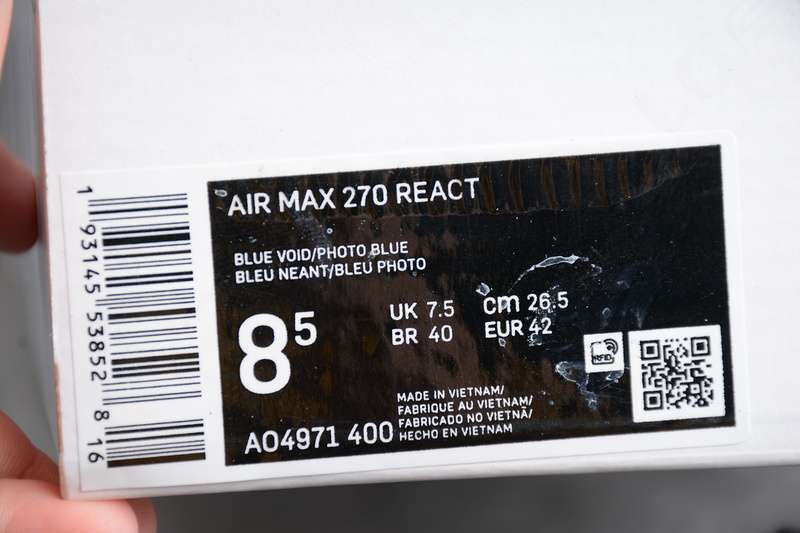 AIR MAX 270 REACT
BLUE VOID/PHOTO BLUE
BLEU NEANT/BLEU PHOTO
8 5
UK 7.5 cm 26.5
BR 40 EUR 42
MADE IN VIETNAM/
FABRIQUE AU VIETNAM/
FABRICADO NO VIETNÃ/
HECHO EN VIETNAM
AO4971 400
RFID
1 93145 53852 8 16